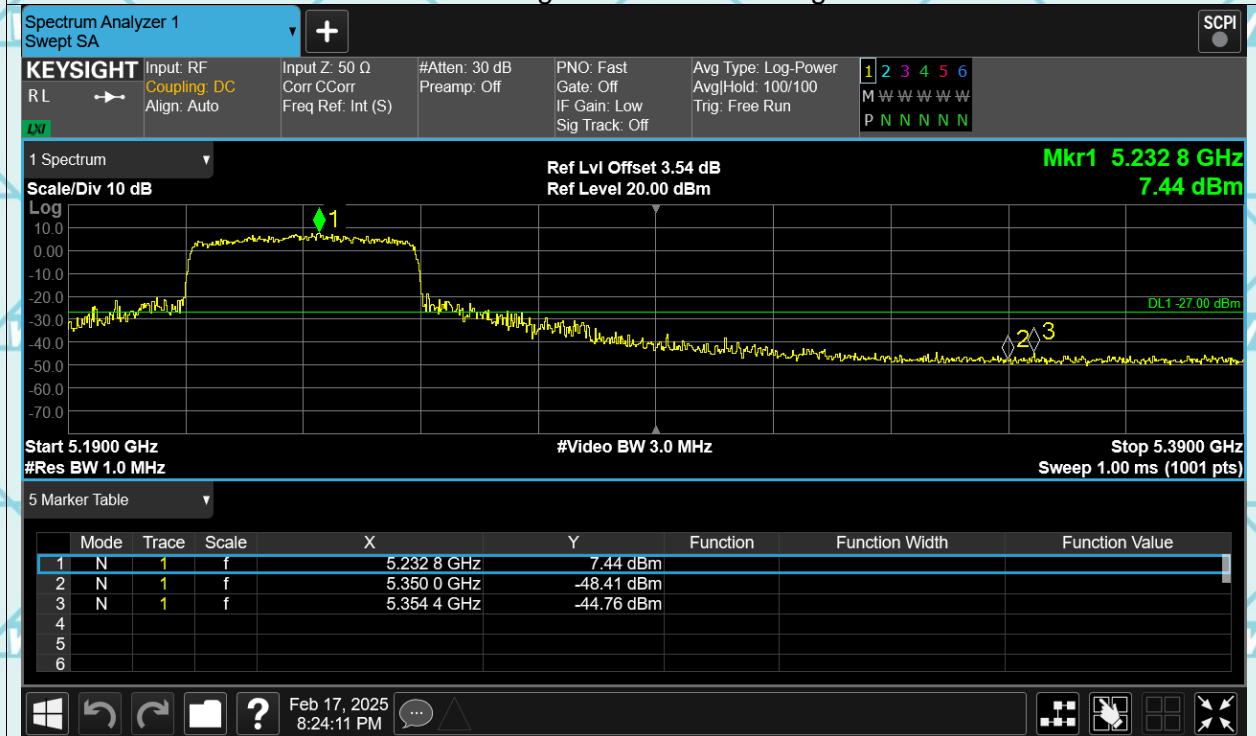 Spectrum Analyzer 1
Swept SA
+
SCPI
KEYSIGHT
R L
LXI
Input: RF
Coupling: DC
Align: Auto
Input Z: 50 Ω
Corr CCorr
Freq Ref: Int (S)
#Atten: 30 dB
Preamp: Off
PNO: Fast
Gate: Off
IF Gain: Low
Sig Track: Off
Avg Type: Log-Power
Avg|Hold: 100/100
Trig: Free Run
1 2 3 4 5 6
M W W W W W W
P N N N N N N
1 Spectrum
Scale/Div 10 dB
Ref Lvl Offset 3.54 dB
Ref Level 20.00 dBm
Mkr1 5.232 8 GHz
7.44 dBm
Log
10.0
0.00
-10.0
-20.0
-30.0
-40.0
-50.0
-60.0
-70.0
1
DL1 -27.00 dBm
2
3
Start 5.1900 GHz
#Video BW 3.0 MHz
Stop 5.3900 GHz
#Res BW 1.0 MHz
Sweep 1.00 ms (1001 pts)
5 Marker Table
Mode Trace Scale X Y Function Function Width Function Value
1 N 1 f 5.232 8 GHz 7.44 dBm
2 N 1 f 5.350 0 GHz -48.41 dBm
3 N 1 f 5.354 4 GHz -44.76 dBm
4
5
6
?
Feb 17, 2025
8:24:11 PM